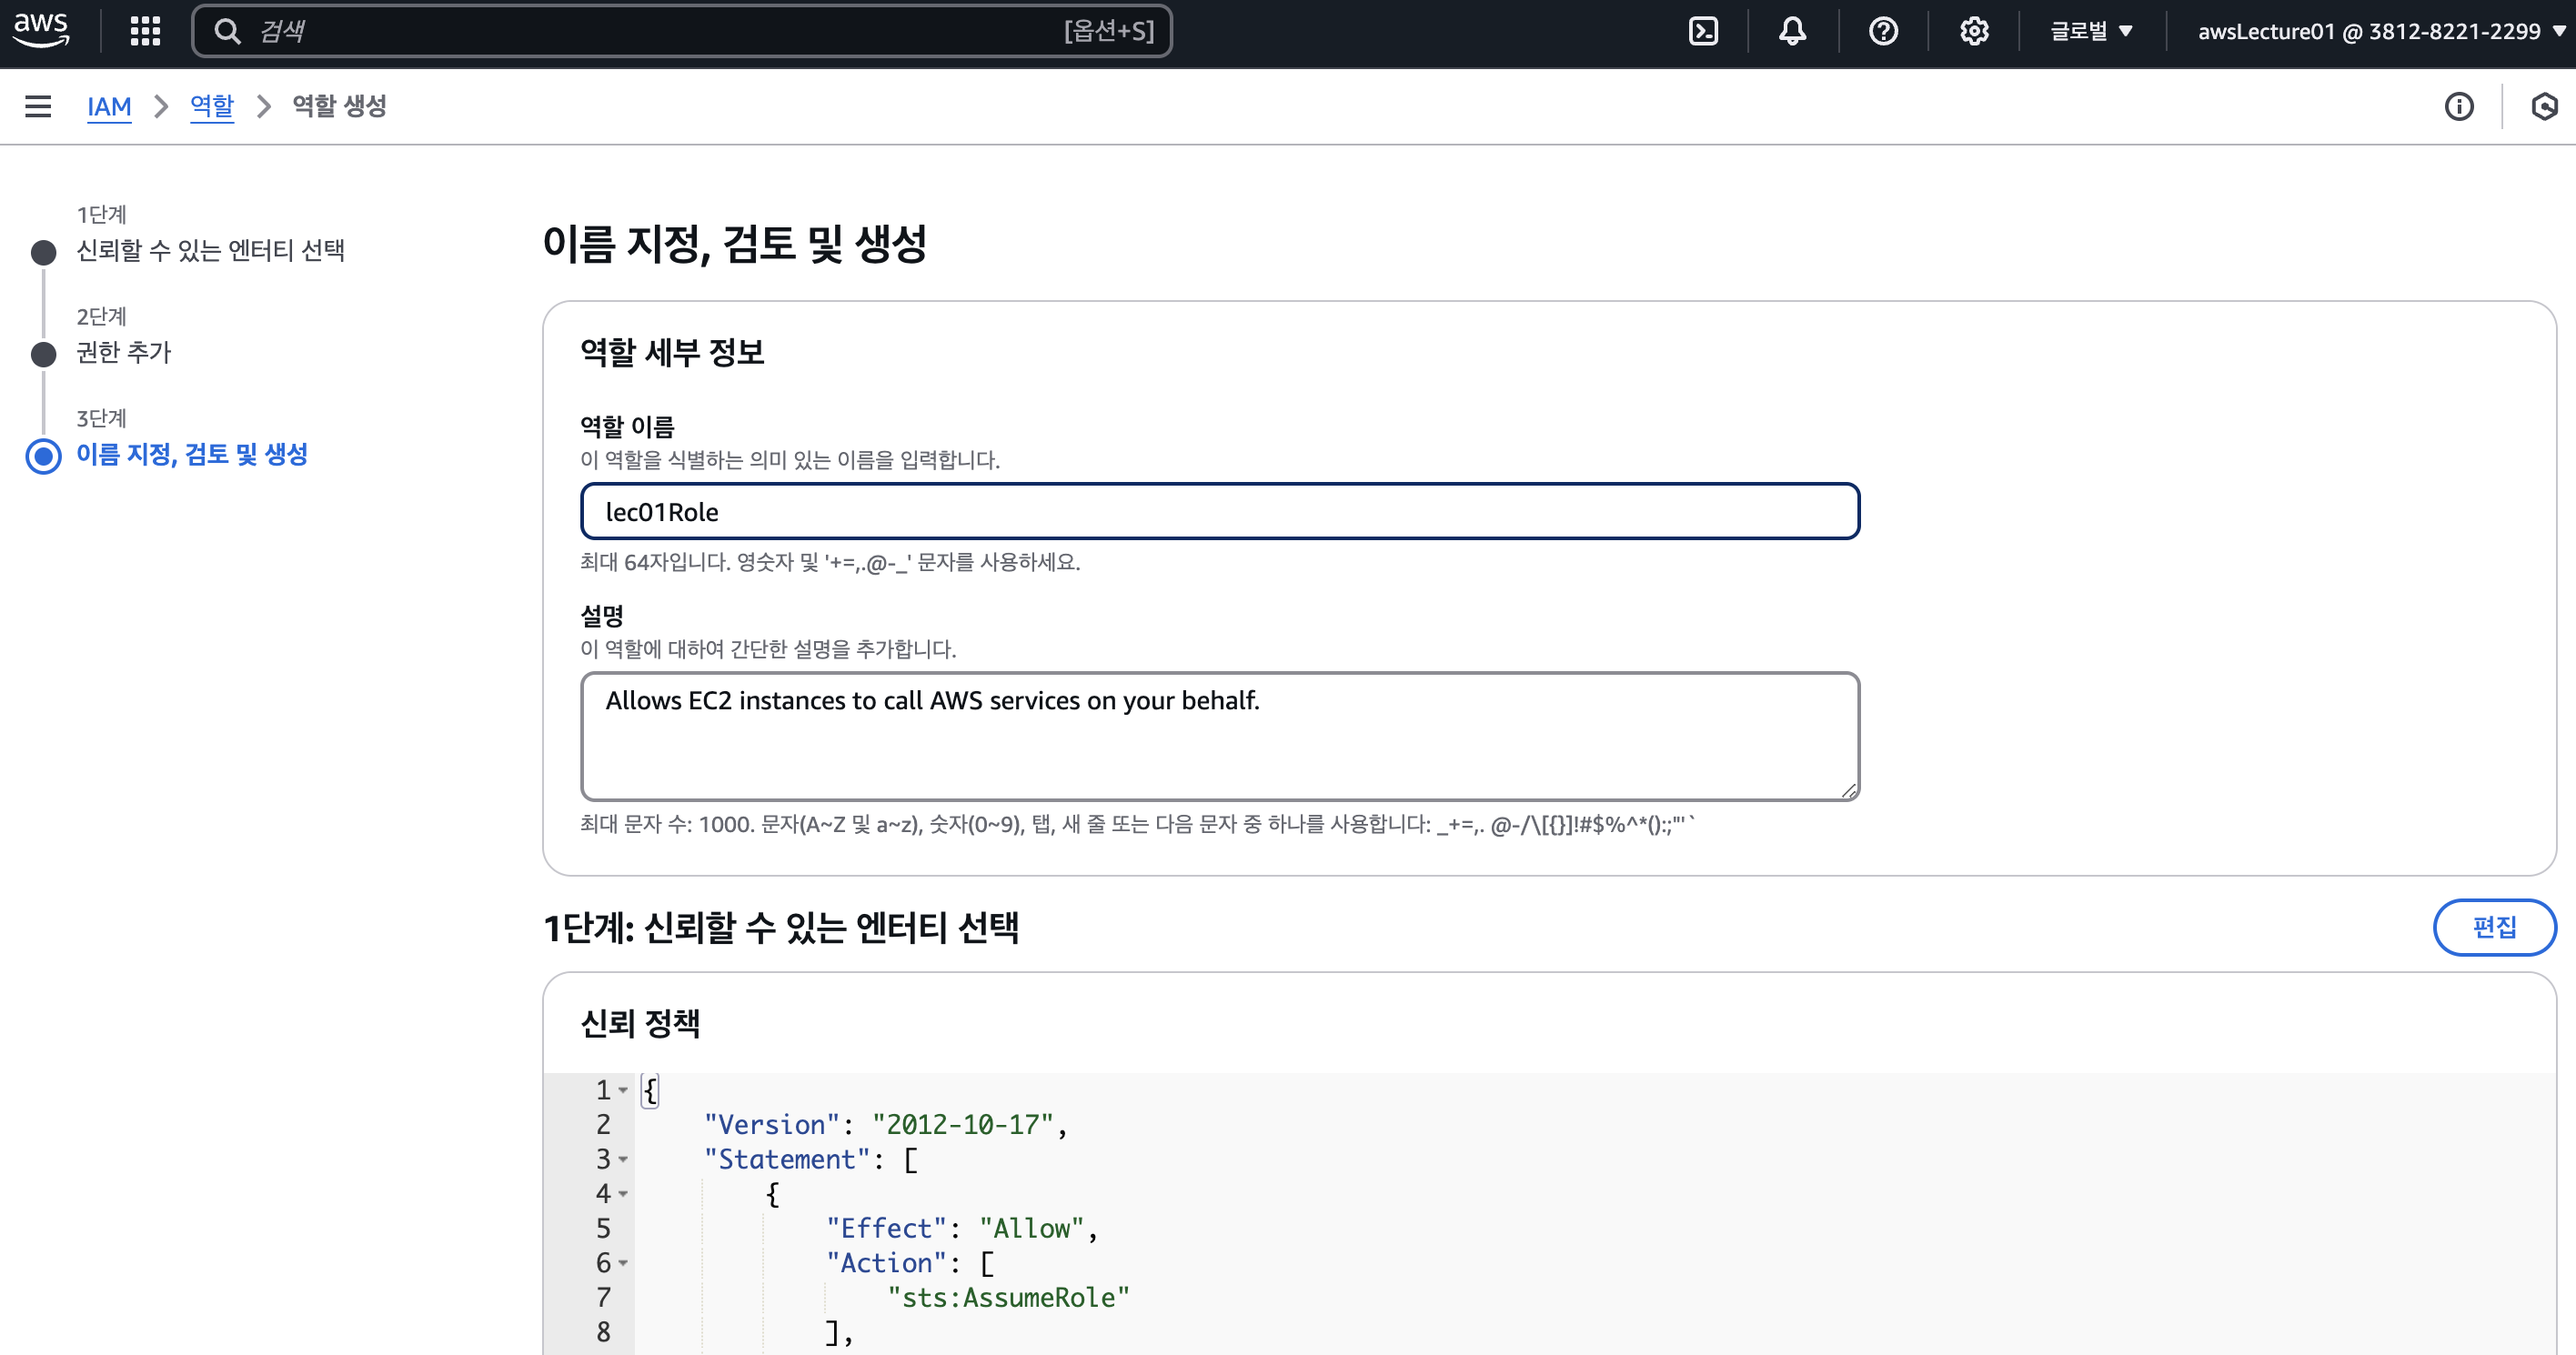 aws
검색
[옵션+S]
글로벌
awsLecture01 @ 3812-8221-2299
IAM
역할
역할 생성
1단계
신뢰할 수 있는 엔터티 선택
2단계
권한 추가
3단계
이름 지정, 검토 및 생성
이름 지정, 검토 및 생성
역할 세부 정보
역할 이름
이 역할을 식별하는 의미 있는 이름을 입력합니다.
lec01Role
최대 64자입니다. 영숫자 및 '+=,.@-_' 문자를 사용하세요.
설명
이 역할에 대하여 간단한 설명을 추가합니다.
Allows EC2 instances to call AWS services on your behalf.
최대 문자 수: 1000. 문자(A~Z 및 a~z), 숫자(0~9), 탭, 새 줄 또는 다음 문자 중 하나를 사용합니다: _+=,. @-/\[{}]!#$%^*():;"'`
1단계: 신뢰할 수 있는 엔터티 선택
편집
신뢰 정책
1 {
2 "Version": "2012-10-17",
3 "Statement": [
4 {
5 "Effect": "Allow",
6 "Action": [
7 "sts:AssumeRole"
8 ],